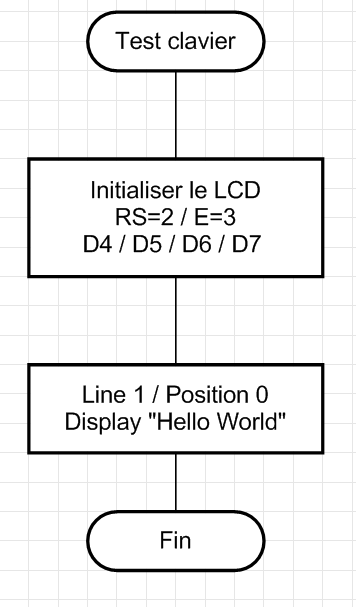 Test clavier
Initialiser le LCD
RS=2 / E=3
D4 / D5 / D6 / D7
Line 1 / Position 0
Display "Hello World"
Fin